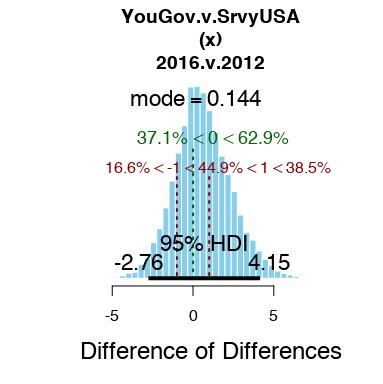 YouGov.v.SrvyUSA
(x)
2016.v.2012
mode = 0.144
37.1% < 0 < 62.9%
16.6% < -1 < 44.9% < 1 < 38.5%
95% HDI
-2.76 4.15
-5 0 5
Difference of Differences